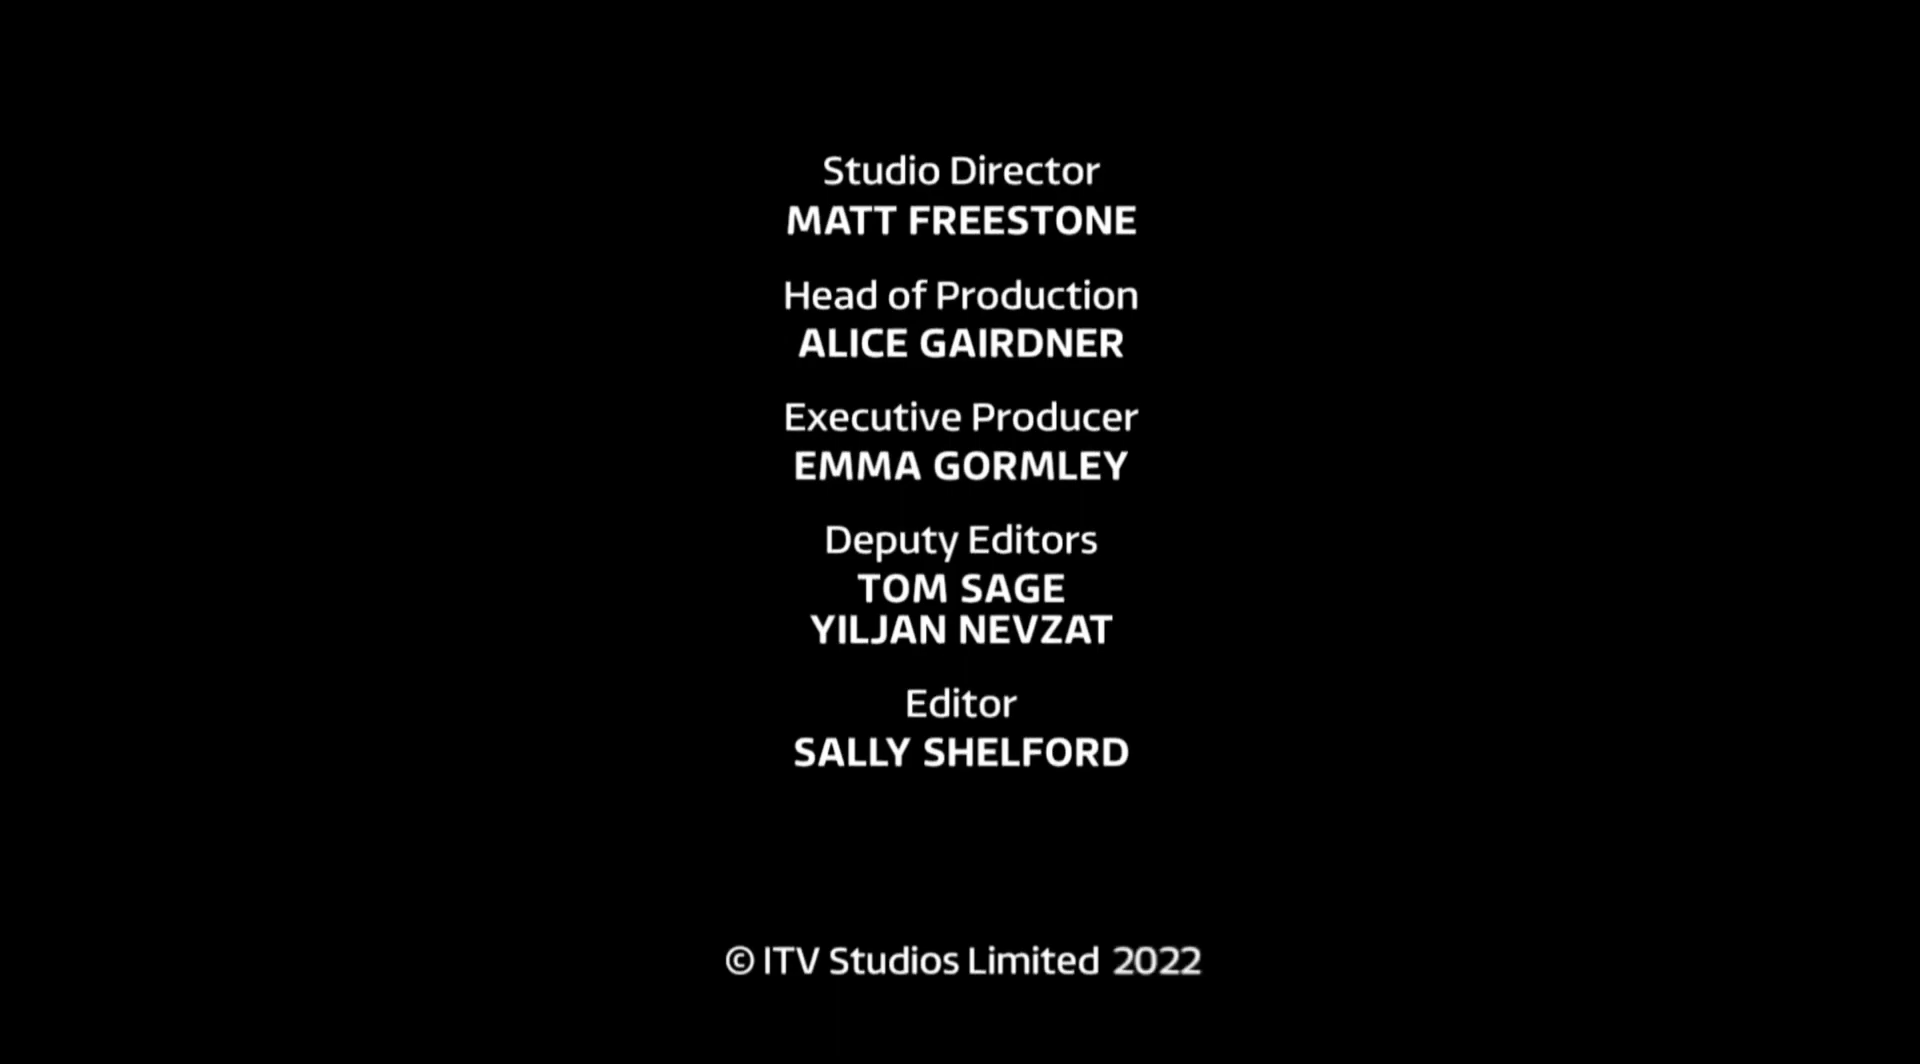 Studio Director
MATT FREESTONE
Head of Production
ALICE GAIRDNER
Executive Producer
EMMA GORMLEY
Deputy Editors
TOM SAGE
YILJAN NEVZAT
Editor
SALLY SHELFORD
© ITV Studios Limited 2022